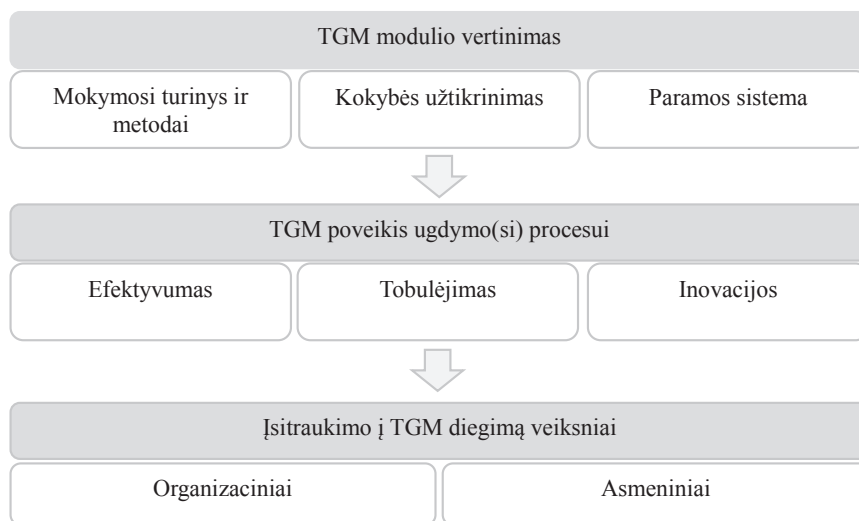 TGM modulio vertinimas
Mokymosi turinys ir
metodai
Kokybės užtikrinimas
Paramos sistema
TGM poveikis ugdymo(si) procesui
Efektyvumas
Tobulėjimas
Inovacijos
Įsitraukimo į TGM diegimą veiksniai
Organizaciniai
Asmeniniai